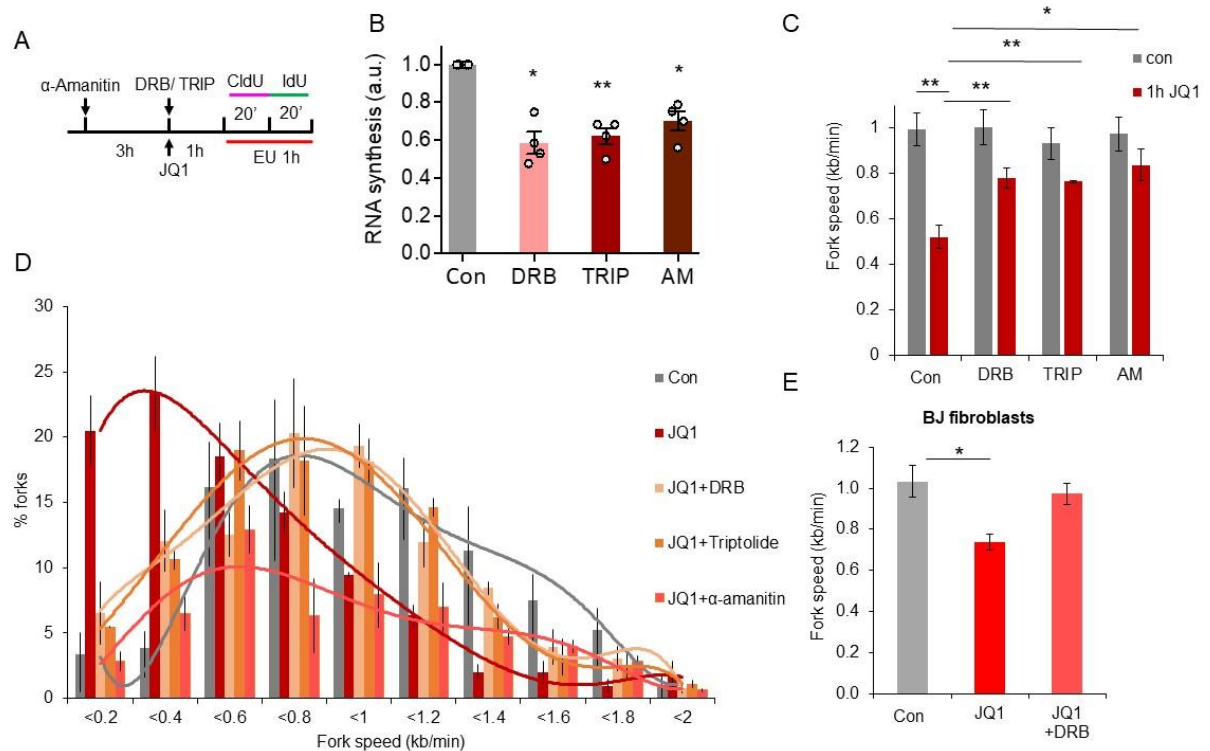 A
α-Amanitin
DRB/ TRIP
CldU
IdU
20'
20'
3h
1h
JQ1
EU 1h
B
RNA synthesis (a.u.)
1.0
0.8
0.6
0.4
0.2
0.0
*
**
*
Con
DRB
TRIP
AM
C
Fork speed (kb/min)
1
0.8
0.6
0.4
0.2
0
*
**
**
**
con
1h JQ1
Con
DRB
TRIP
AM
D
% forks
30
25
20
15
10
5
0
Con
JQ1
JQ1+DRB
JQ1+Triptolide
JQ1+α-amanitin
<0.2
<0.4
<0.6
<0.8
<1
<1.2
<1.4
<1.6
<1.8
<2
Fork speed (kb/min)
E
BJ fibroblasts
Fork speed (kb/min)
1.2
1.0
0.8
0.6
0.4
0.2
0.0
*
Con
JQ1
JQ1
+DRB